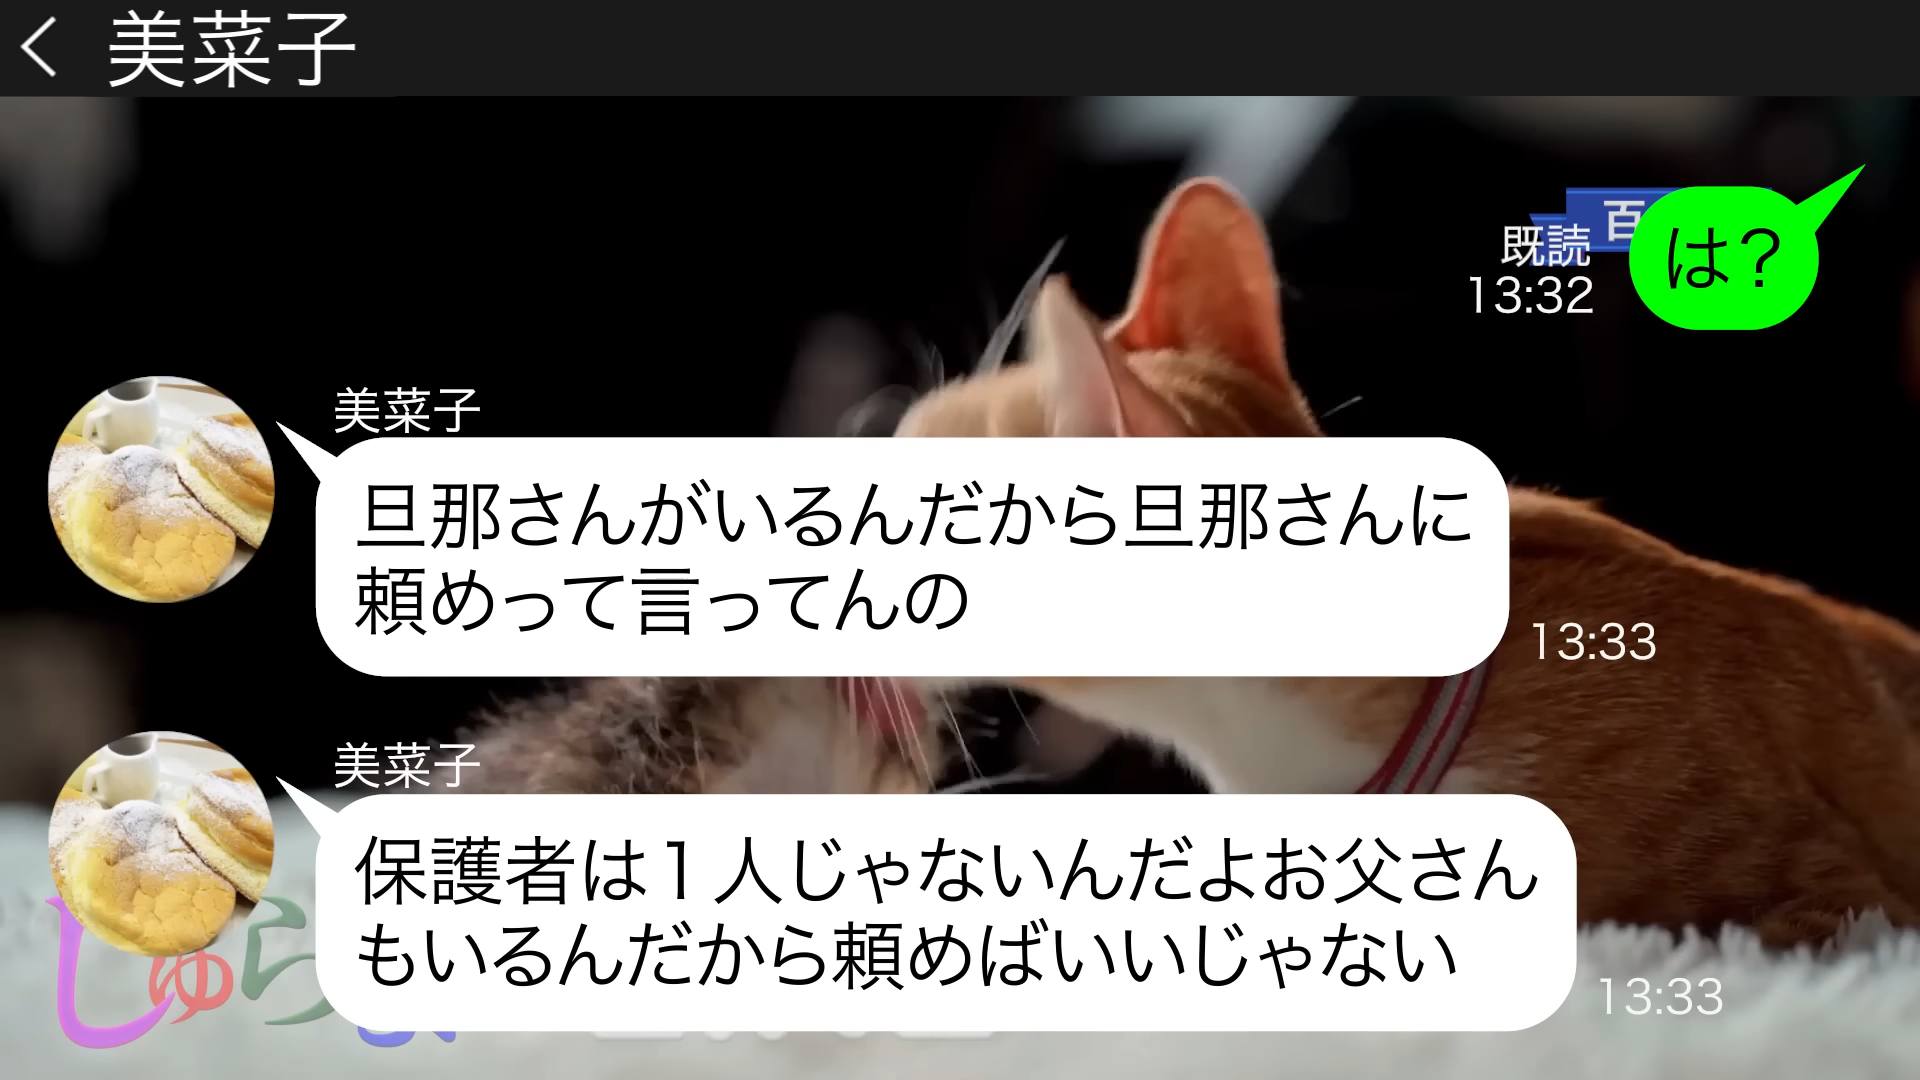 美菜子
百
既読
13:32
は？
美菜子
旦那さんがいるんだから旦那さんに
頼めって言ってんの
13:33
美菜子
保護者は１人じゃないんだよお父さん
もいるんだから頼めばいいじゃない
13:33
しゅら